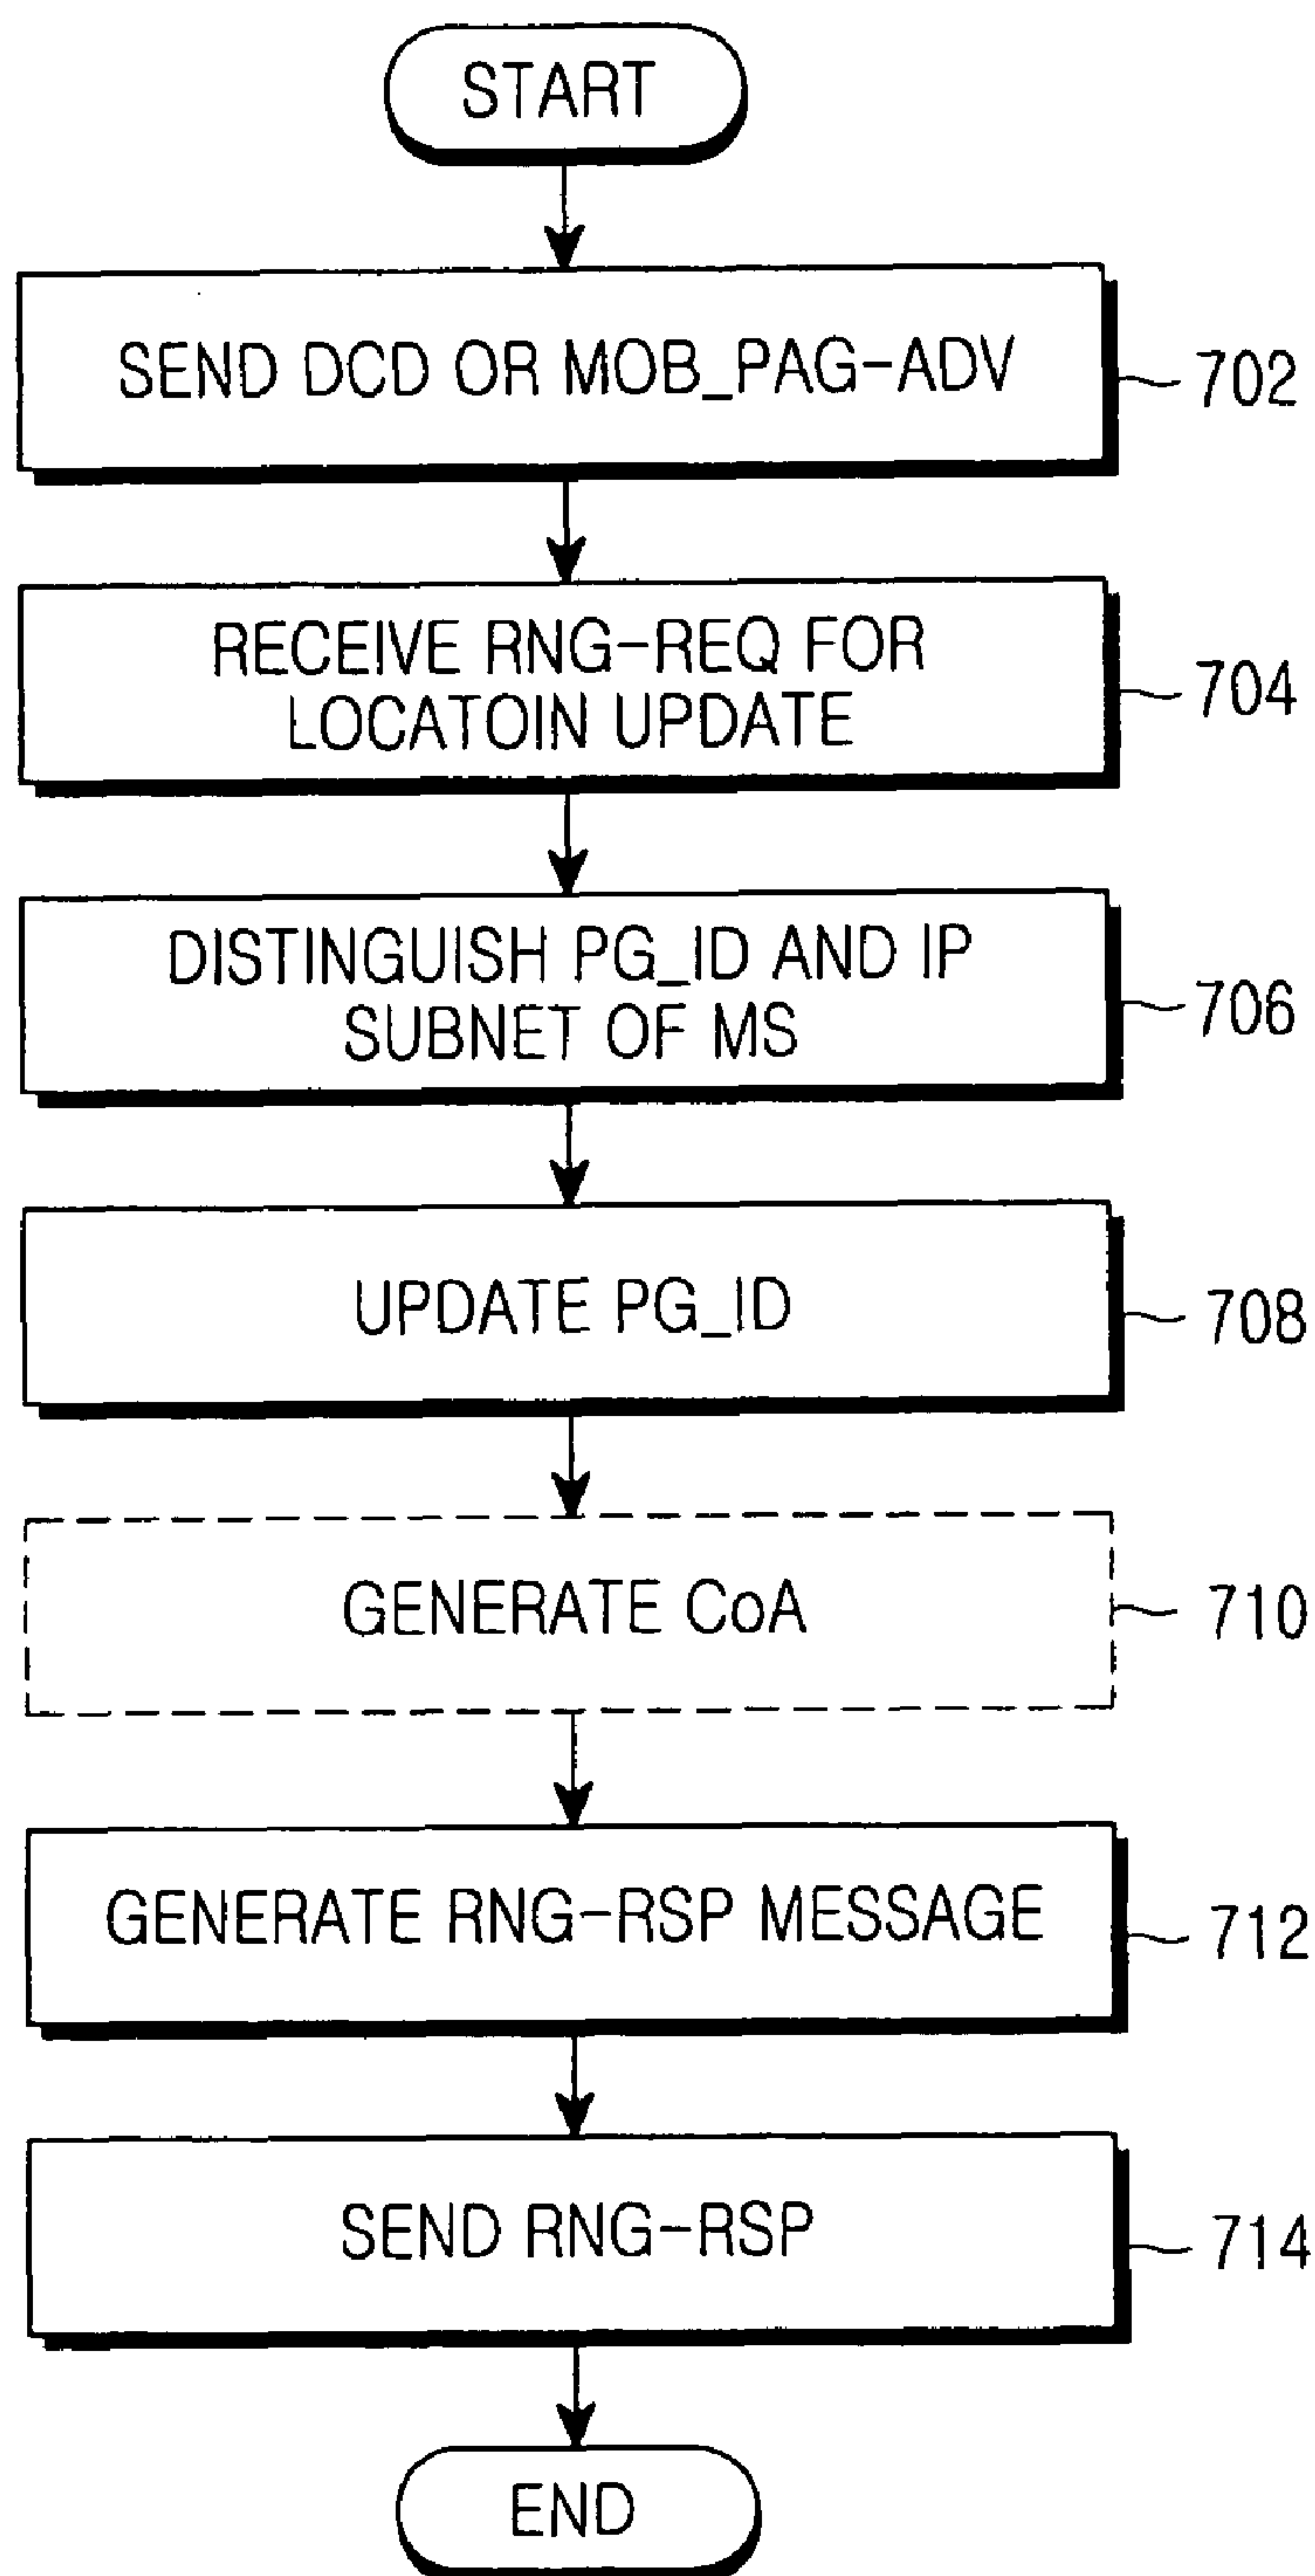 START
SEND DCD OR MOB_PAG-ADV
702
RECEIVE RNG-REQ FOR
LOCATOIN UPDATE
704
DISTINGUISH PG_ID AND IP
SUBNET OF MS
706
UPDATE PG_ID
708
GENERATE CoA
710
GENERATE RNG-RSP MESSAGE
712
SEND RNG-RSP
714
END